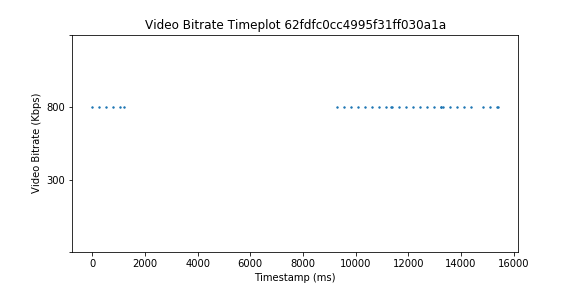 Video Bitrate Timeplot 62fdfc0cc4995f31ff030a1a
Video Bitrate (Kbps)
800
300
0 2000 4000 6000 8000 10000 12000 14000 16000
Timestamp (ms)